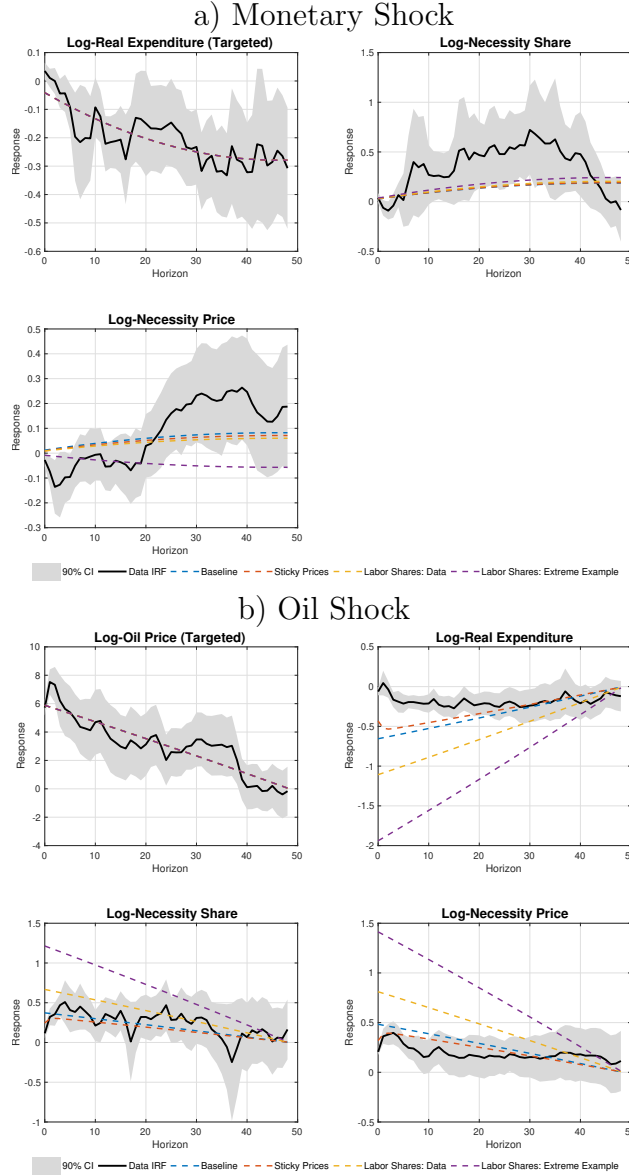 a) Monetary Shock
Log-Real Expenditure (Targeted)
0.1
0
-0.1
-0.2
-0.3
-0.4
-0.5
-0.6
Response
0 10 20 30 40 50
Horizon
Log-Necessity Share
1.5
1
0.5
0
-0.5
Response
0 10 20 30 40 50
Horizon
Log-Necessity Price
0.5
0.4
0.3
0.2
0.1
0
-0.1
-0.2
-0.3
Response
0 10 20 30 40 50
Horizon
90% CI Data IRF Baseline Sticky Prices Labor Shares: Data Labor Shares: Extreme Example
b) Oil Shock
Log-Oil Price (Targeted)
10
8
6
4
2
0
-2
-4
Response
0 10 20 30 40 50
Horizon
Log-Real Expenditure
0.5
0
-0.5
-1
-1.5
-2
Response
0 10 20 30 40 50
Horizon
Log-Necessity Share
1.5
1
0.5
0
-0.5
-1
Response
0 10 20 30 40 50
Horizon
Log-Necessity Price
1.5
1
0.5
0
-0.5
Response
0 10 20 30 40 50
Horizon
90% CI Data IRF Baseline Sticky Prices Labor Shares: Data Labor Shares: Extreme Example